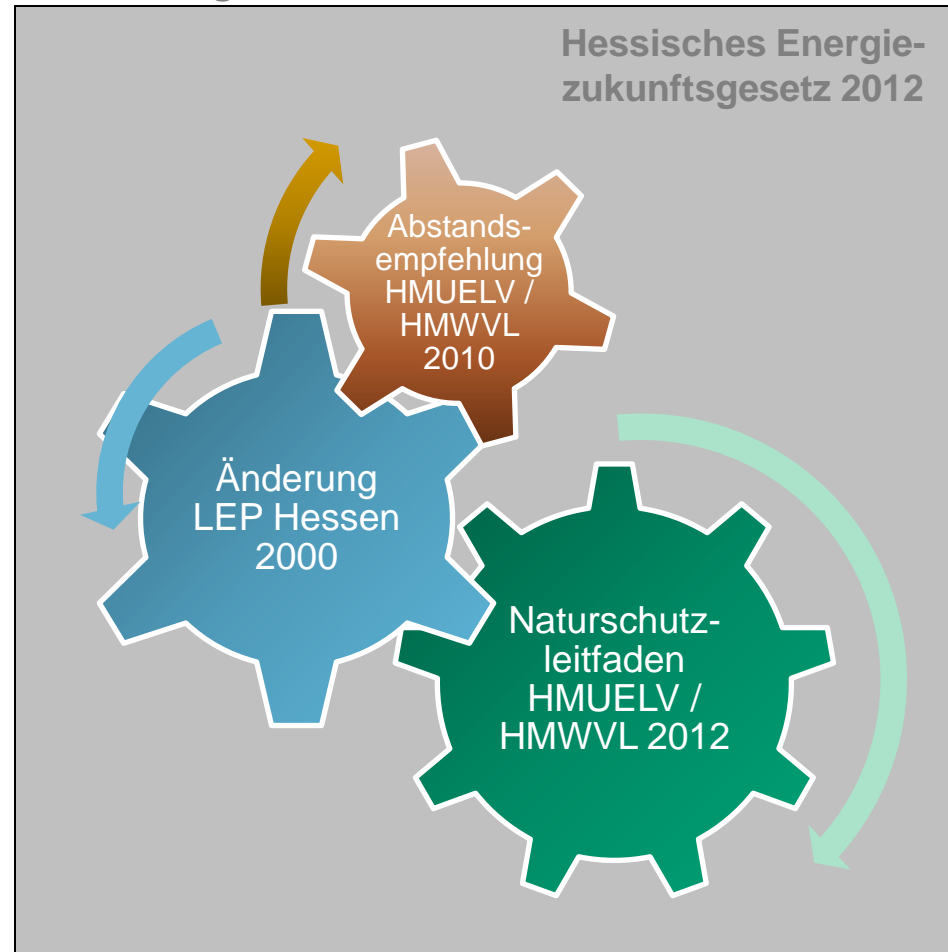 Hessisches Energie-
zukunftsgesetz 2012
Abstands-
empfehlung
HMUELV /
HMWVL
2010
Änderung
LEP Hessen
2000
Naturschutz-
leitfaden
HMUELV /
HMWVL 2012